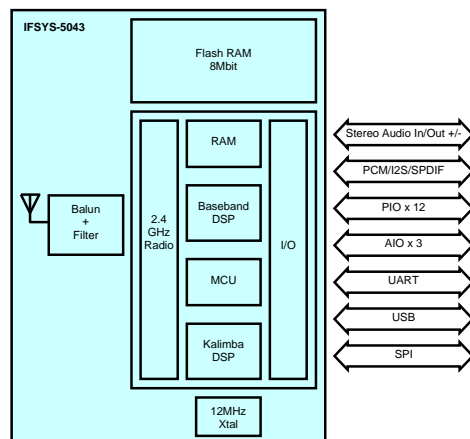 IFSYS-5043
Flash RAM
8Mbit
Balun
+
Filter
2.4
GHz
Radio
RAM
Baseband
DSP
MCU
Kalimba
DSP
I/O
12MHz
Xtal
Stereo Audio In/Out +/-
PCM/I2S/SPDIF
PIO x 12
AIO x 3
UART
USB
SPI